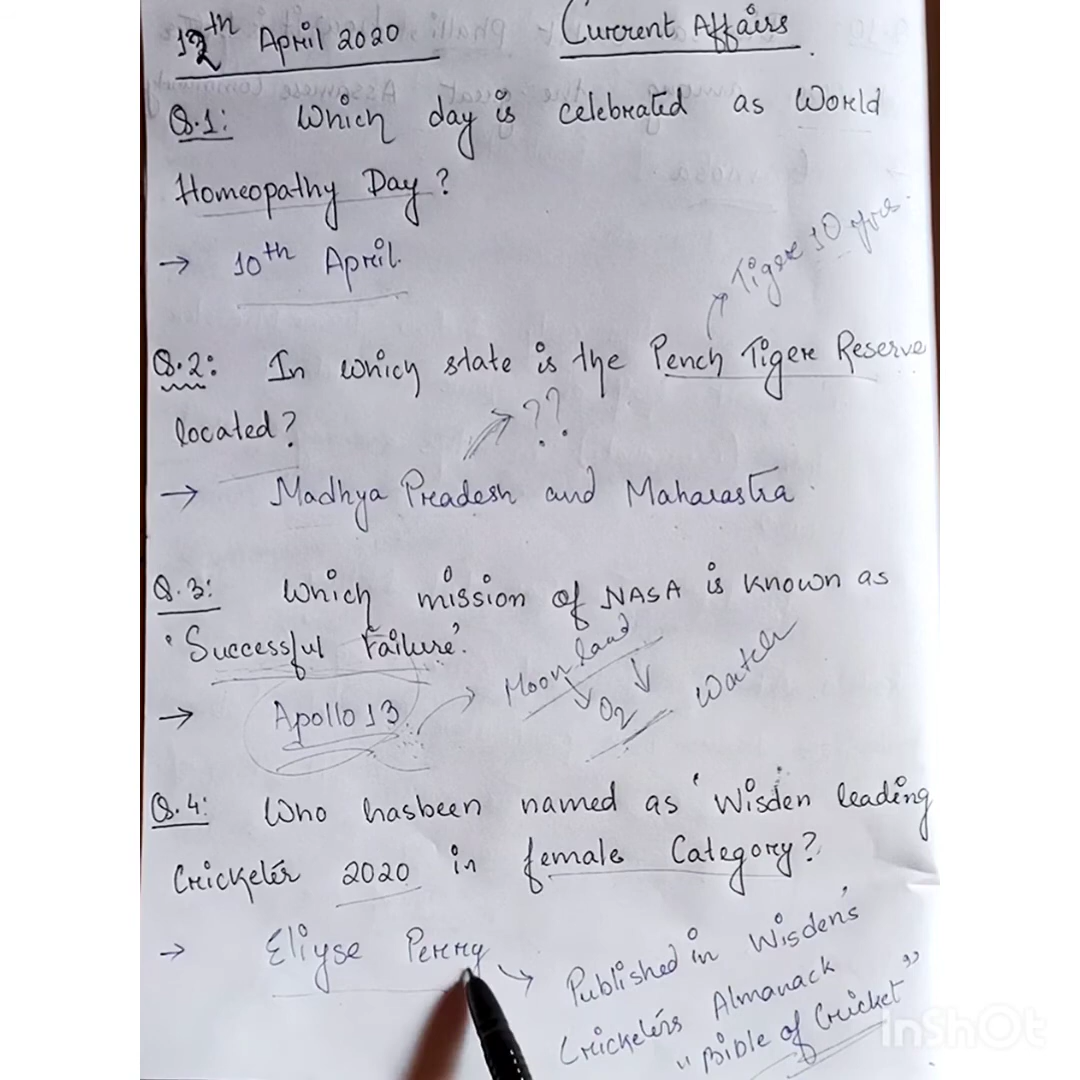 12th April 2020 Current Affairs
Q.1: Which day is celebrated as World
Homeopathy Day?
→ 10th April.
Tiger 10 yrs.
Q.2: In which state is the Pench Tiger Reserve
located?
??
→ Madhya Pradesh and Maharastra
Q.3: Which mission of NASA is known as
'Successful Failure'.
Moon land
→ Apollo 13
O2
Watch
Q.4: Who hasbeen named as 'Wisden leading
Cricketer 2020 in female Category?
→ Eliyse Perry
Published in Wisden's
Cricketers Almanack
"Bible of Cricket"
InShOt